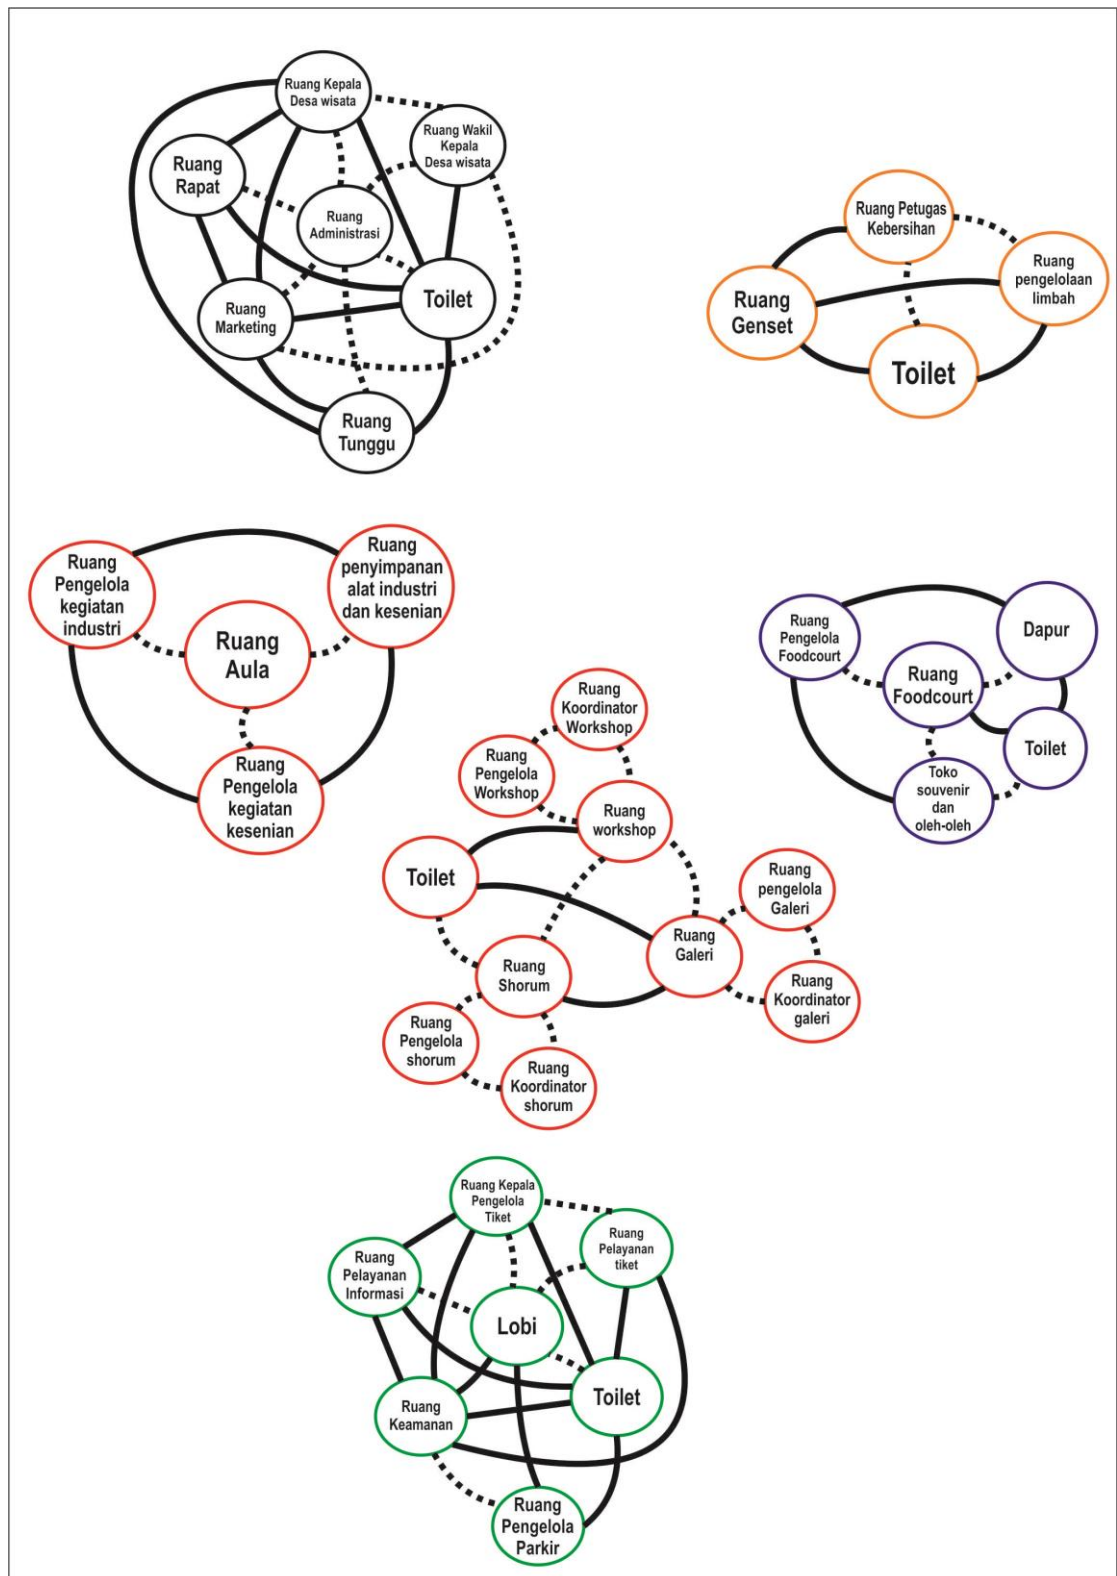 Ruang Kepala
Desa wisata
Ruang Wakil
Kepala
Desa wisata
Ruang
Rapat
Ruang
Administrasi
Toilet
Ruang
Marketing
Ruang
Tunggu
Ruang Petugas
Kebersihan
Ruang
pengelolaan
limbah
Ruang
Genset
Toilet
Ruang
Pengelola
kegiatan
industri
Ruang
penyimpanan
alat industri
dan kesenian
Ruang
Aula
Ruang
Pengelola
kegiatan
kesenian
Ruang
Pengelola
Foodcourt
Dapur
Ruang
Foodcourt
Toilet
Toko
souvenir
dan
oleh-oleh
Ruang
Koordinator
Workshop
Ruang
Pengelola
Workshop
Ruang
workshop
Toilet
Ruang
pengelola
Galeri
Ruang
Galeri
Ruang
Shorum
Ruang
Koordinator
galeri
Ruang
Pengelola
shorum
Ruang
Koordinator
shorum
Ruang Kepala
Pengelola
Tiket
Ruang
Pelayanan
tiket
Ruang
Pelayanan
Informasi
Lobi
Toilet
Ruang
Keamanan
Ruang
Pengelola
Parkir